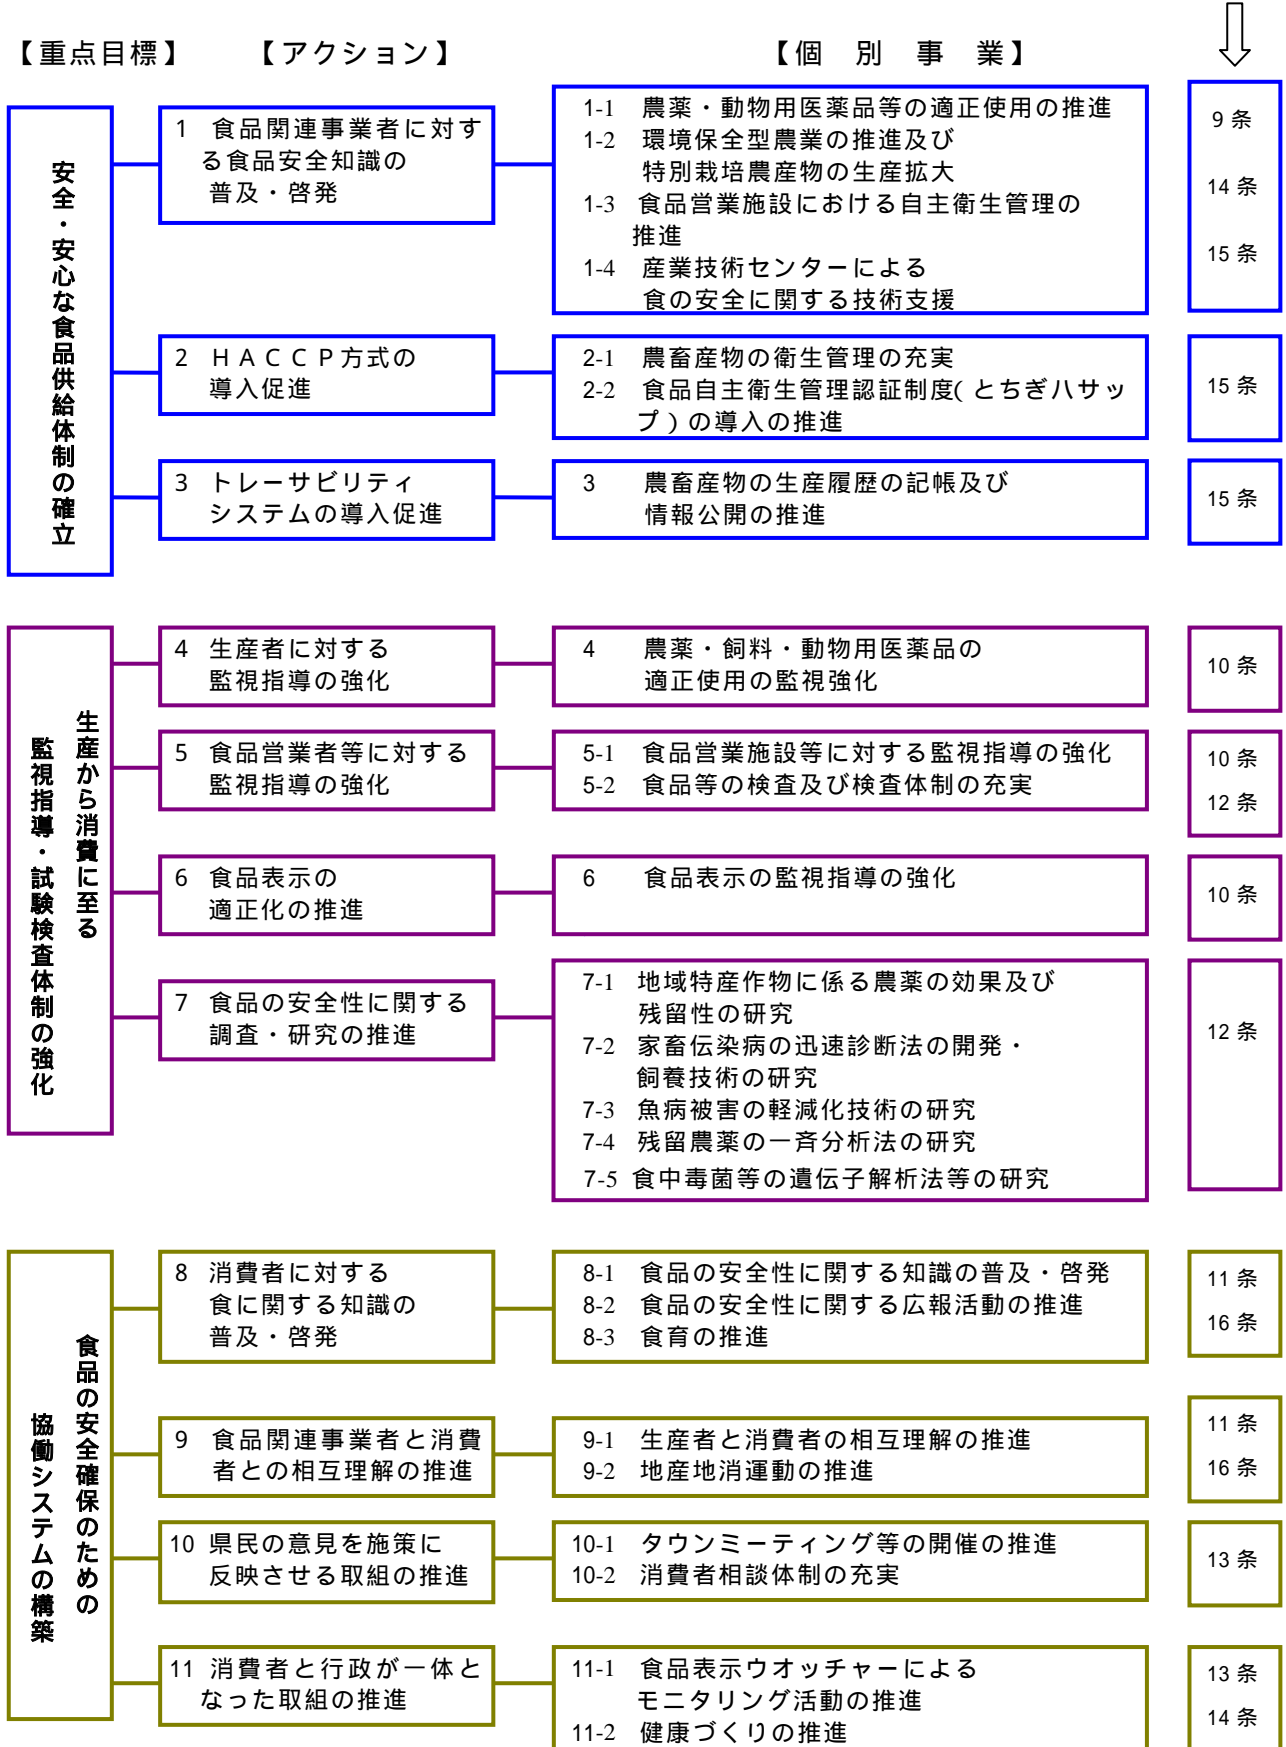 【重点目標】 【アクション】 【個 別 事 業】
安全・安心な食品供給体制の確立
1 食品関連事業者に対す
る食品安全知識の
普及・啓発
1-1 農薬・動物用医薬品等の適正使用の推進
1-2 環境保全型農業の推進及び
特別栽培農産物の生産拡大
1-3 食品営業施設における自主衛生管理の
推進
1-4 産業技術センターによる
食の安全に関する技術支援
9条
14条
15条
2 HACCP方式の
導入促進
2-1 農畜産物の衛生管理の充実
2-2 食品自主衛生管理認証制度(とちぎハサッ
プ)の導入の推進
15条
3 トレーサビリティ
システムの導入促進
3 農畜産物の生産履歴の記帳及び
情報公開の推進
15条
生産から消費に至る
監視指導・試験検査体制の強化
4 生産者に対する
監視指導の強化
4 農薬・飼料・動物用医薬品の
適正使用の監視強化
10条
5 食品営業者等に対する
監視指導の強化
5-1 食品営業施設等に対する監視指導の強化
5-2 食品等の検査及び検査体制の充実
10条
12条
6 食品表示の
適正化の推進
6 食品表示の監視指導の強化
10条
7 食品の安全性に関する
調査・研究の推進
7-1 地域特産作物に係る農薬の効果及び
残留性の研究
7-2 家畜伝染病の迅速診断法の開発・
飼養技術の研究
7-3 魚病被害の軽減化技術の研究
7-4 残留農薬の一斉分析法の研究
7-5 食中毒菌等の遺伝子解析法等の研究
12条
食品の安全確保のための
協働システムの構築
8 消費者に対する
食に関する知識の
普及・啓発
8-1 食品の安全性に関する知識の普及・啓発
8-2 食品の安全性に関する広報活動の推進
8-3 食育の推進
11条
16条
9 食品関連事業者と消費
者との相互理解の推進
9-1 生産者と消費者の相互理解の推進
9-2 地産地消運動の推進
11条
16条
10 県民の意見を施策に
反映させる取組の推進
10-1 タウンミーティング等の開催の推進
10-2 消費者相談体制の充実
13条
11 消費者と行政が一体と
なった取組の推進
11-1 食品表示ウオッチャーによる
モニタリング活動の推進
11-2 健康づくりの推進
13条
14条